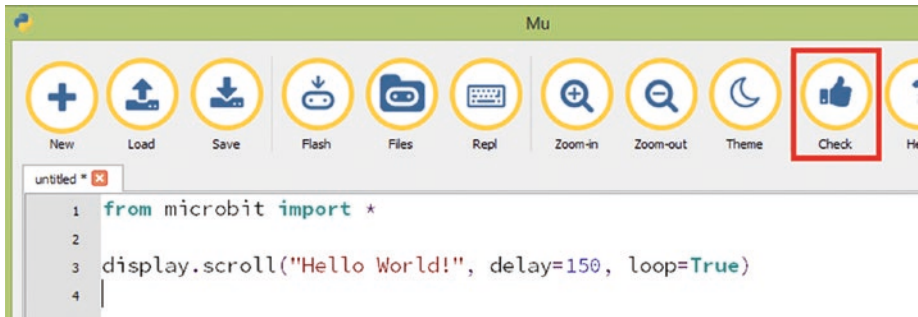 Mu
New Load Save Flash Files Repl Zoom-in Zoom-out Theme Check
untitled *
1 from microbit import *
2
3 display.scroll("Hello World!", delay=150, loop=True)
4